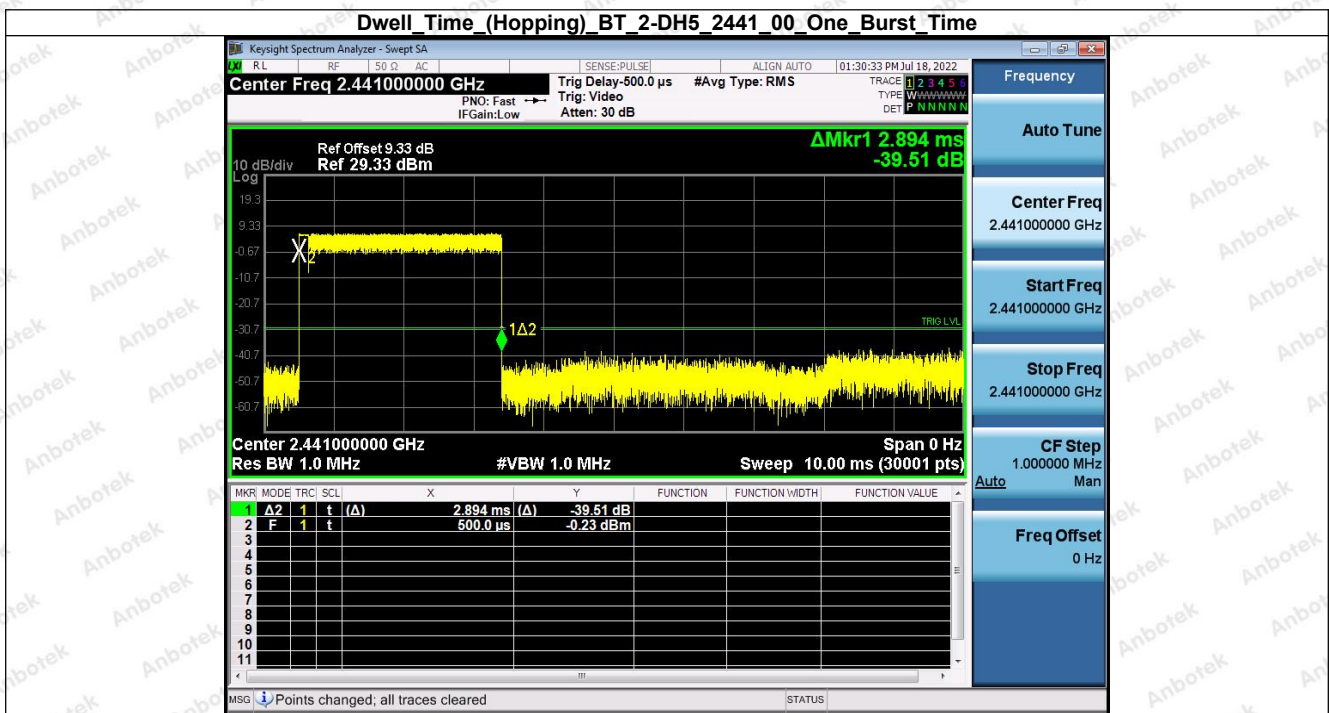 Dwell_Time_(Hopping)_BT_2-DH5_2441_00_One_Burst_Time
Keysight Spectrum Analyzer - Swept SA
RL RF 50 Ω AC SENSE:PULSE ALIGN AUTO 01:30:33 PM Jul 18, 2022
Center Freq 2.441000000 GHz
PNO: Fast
IFGain:Low
Trig Delay-500.0 µs
Trig: Video
Atten: 30 dB
#Avg Type: RMS
TRACE 1 2 3 4 5 6
TYPE WWWWWW
DET P N N N N N
ΔMkr1 2.894 ms
-39.51 dB
Ref Offset 9.33 dB
10 dB/div Ref 29.33 dBm
Log
19.3
9.33
-0.67
-10.7
-20.7
-30.7
-40.7
-50.7
-60.7
X2
1Δ2
TRIG LVL
Center 2.441000000 GHz Span 0 Hz
Res BW 1.0 MHz #VBW 1.0 MHz Sweep 10.00 ms (30001 pts)
MKR MODE TRC SCL X Y FUNCTION FUNCTION WIDTH FUNCTION VALUE
1 Δ2 1 t (Δ) 2.894 ms (Δ) -39.51 dB
2 F 1 t 500.0 µs -0.23 dBm
3
4
5
6
7
8
9
10
11
MSG Points changed; all traces cleared STATUS
Frequency
Auto Tune
Center Freq
2.441000000 GHz
Start Freq
2.441000000 GHz
Stop Freq
2.441000000 GHz
CF Step
1.000000 MHz
Auto Man
Freq Offset
0 Hz
Anbotek